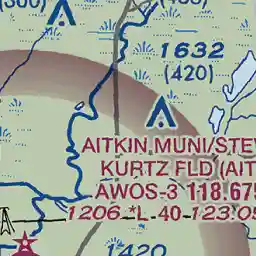 1632
(420)
AITKIN MUNI/STEV
KURTZ FLD (AIT
AWOS-3 118.675
1206 *L 40 123.05
1420